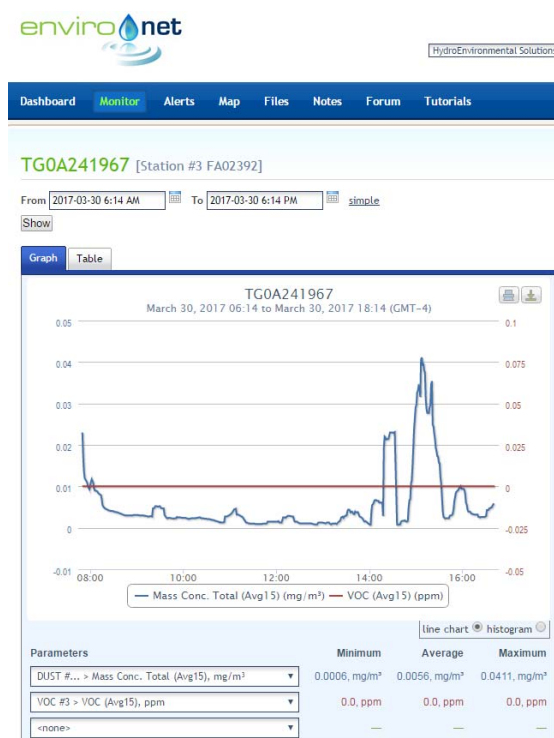 enviro net
HydroEnvironmental Solution
Dashboard Monitor Alerts Map Files Notes Forum Tutorials
TG0A241967 [Station #3 FA02392]
From 2017-03-30 6:14 AM To 2017-03-30 6:14 PM simple
Show
Graph Table
TG0A241967
March 30, 2017 06:14 to March 30, 2017 18:14 (GMT-4)
0.05 0.1
0.04 0.075
0.03 0.05
0.02 0.025
0.01 0
0 -0.025
-0.01 -0.05
08:00 10:00 12:00 14:00 16:00
Mass Conc. Total (Avg15) (mg/m³) VOC (Avg15) (ppm)
line chart histogram
Parameters Minimum Average Maximum
DUST #... > Mass Conc. Total (Avg15), mg/m³ 0.0006, mg/m³ 0.0056, mg/m³ 0.0411, mg/m³
VOC #3 > VOC (Avg15), ppm 0.0, ppm 0.0, ppm 0.0, ppm
<none> — — —